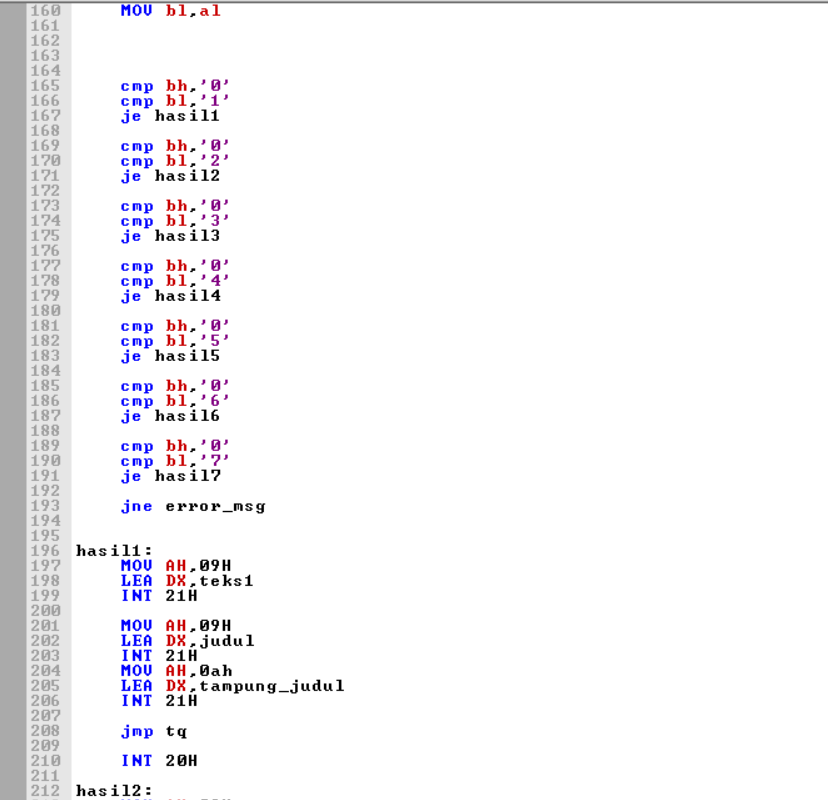 160 MOV bl,al
161
162
163
164
165 cmp bh,'0'
166 cmp bl,'1'
167 je hasil1
168
169 cmp bh,'0'
170 cmp bl,'2'
171 je hasil2
172
173 cmp bh,'0'
174 cmp bl,'3'
175 je hasil3
176
177 cmp bh,'0'
178 cmp bl,'4'
179 je hasil4
180
181 cmp bh,'0'
182 cmp bl,'5'
183 je hasil5
184
185 cmp bh,'0'
186 cmp bl,'6'
187 je hasil6
188
189 cmp bh,'0'
190 cmp bl,'7'
191 je hasil7
192
193 jne error_msg
194
195
196 hasil1:
197 MOV AH,09H
198 LEA DX,teks1
199 INT 21H
200
201 MOV AH,09H
202 LEA DX,judul
203 INT 21H
204 MOV AH,0ah
205 LEA DX,tampung_judul
206 INT 21H
207
208 jmp tq
209
210 INT 20H
211
212 hasil2: